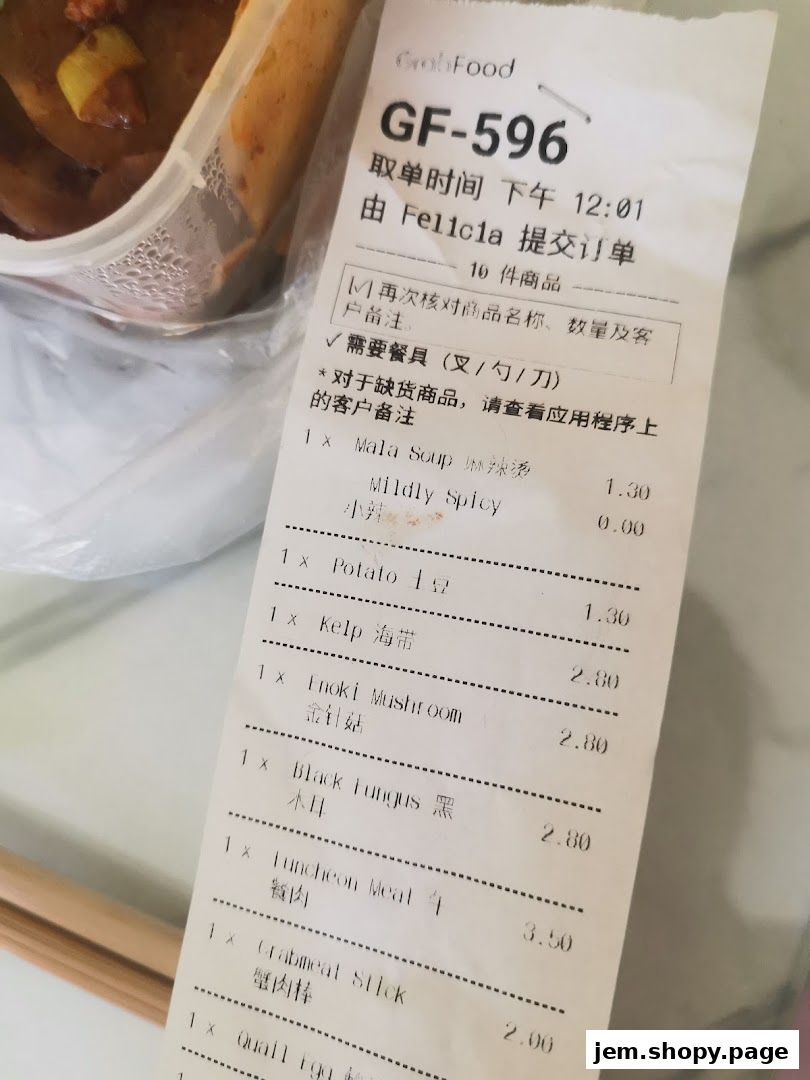 GrabFood
GF-596
取单时间 下午 12:01
由 Felicia 提交订单
10 件商品
[✓] 再次核对商品名称、数量及客
户备注。
✓需要餐具（叉/勺/刀）
*对于缺货商品，请查看应用程序上
的客户备注
1 x Mala Soup 麻辣烫 1.30
Mildly Spicy 0.00
小辣
1 x Potato 土豆 1.30
1 x Kelp 海带 2.80
1 x Enoki Mushroom 2.80
金针菇
1 x Black Fungus 黑 2.80
木耳
1 x Luncheon Meat 午 3.50
餐肉
1 x Crabmeat Stick 2.00
蟹肉棒
1 x Quail Egg
1
jem.shopy.page